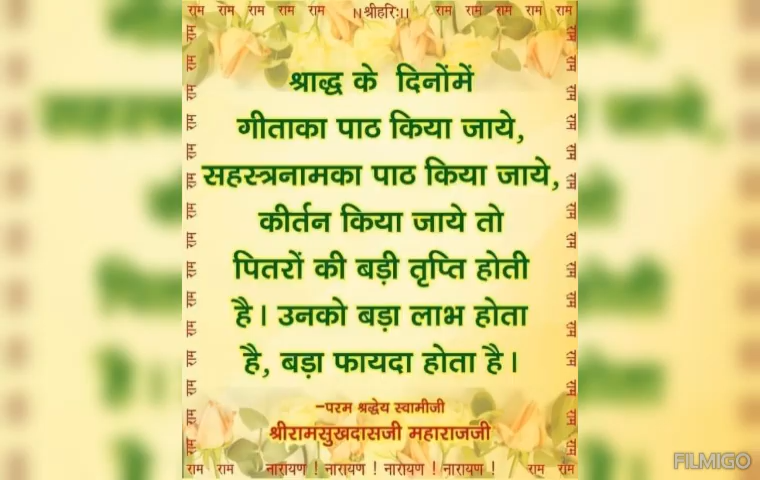 राम राम राम राम राम ॥श्रीहरिः॥ राम राम राम राम राम
श्राद्ध के दिनोंमें
गीताका पाठ किया जाये,
सहस्त्रनामका पाठ किया जाये,
कीर्तन किया जाये तो
पितरों की बड़ी तृप्ति होती
है। उनको बड़ा लाभ होता
है, बड़ा फायदा होता है।
–परम श्रद्धेय स्वामीजी
श्रीरामसुखदासजी महाराजजी
राम राम नारायण ! नारायण ! नारायण ! नारायण ! राम राम
राम राम राम राम राम राम राम राम राम राम राम राम राम राम
राम राम राम राम राम राम राम राम राम राम राम राम राम राम
FILMIGO